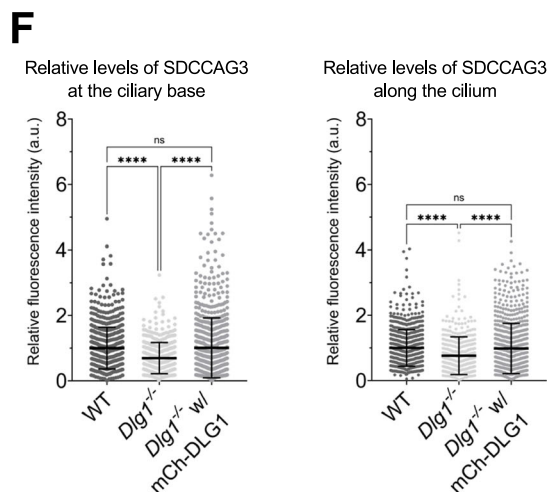 F
Relative levels of SDCCAG3
at the ciliary base
Relative fluorescence intensity (a.u.)
8
6
4
2
0
ns
**** ****
WT
Dlg1-/-
Dlg1-/- w/
mCh-DLG1
Relative levels of SDCCAG3
along the cilium
Relative fluorescence intensity (a.u.)
8
6
4
2
0
ns
**** ****
WT
Dlg1-/-
Dlg1-/- w/
mCh-DLG1